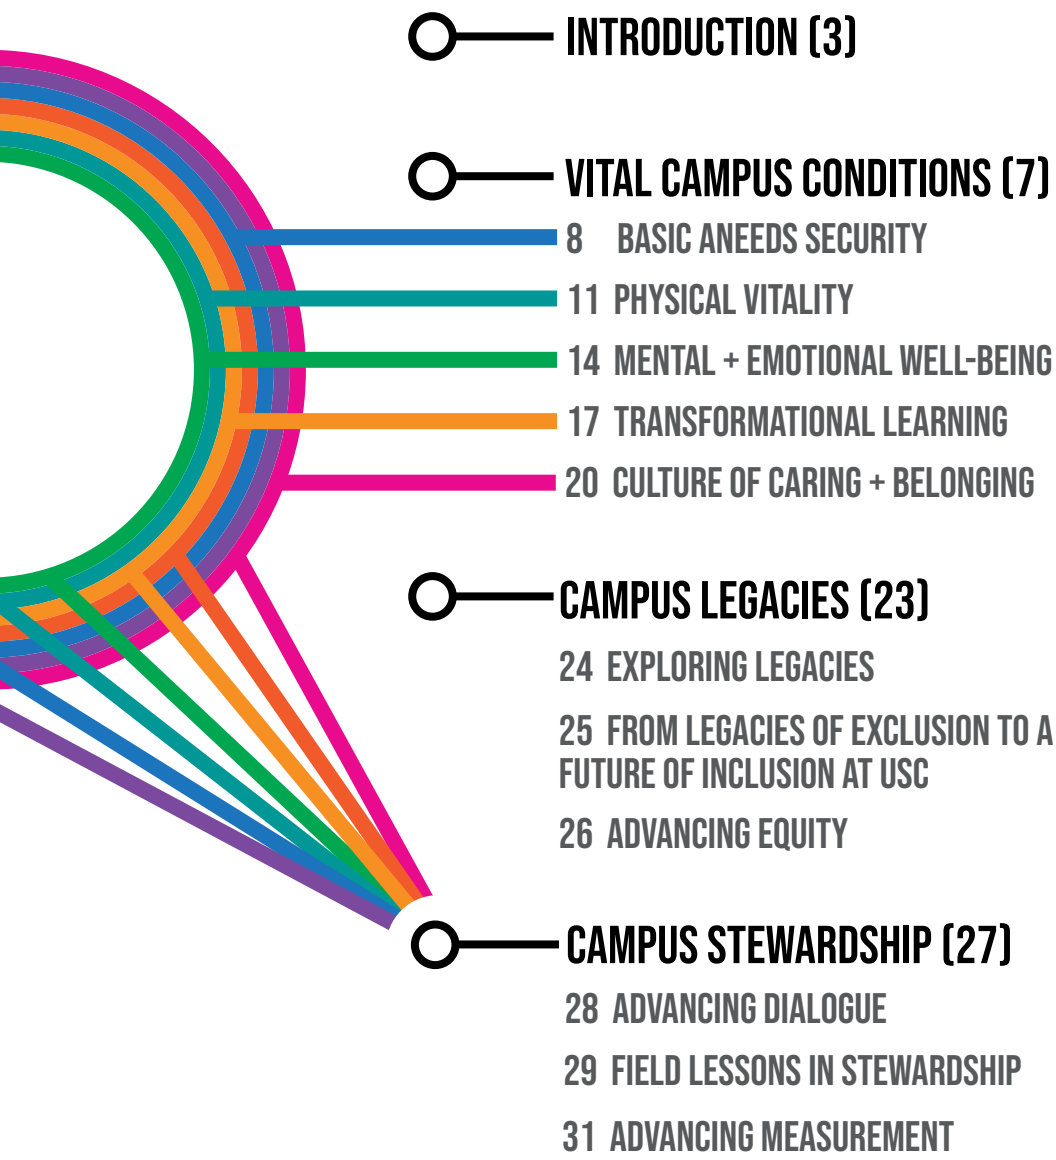 INTRODUCTION (3)
VITAL CAMPUS CONDITIONS (7)
8 BASIC ANEEDS SECURITY
11 PHYSICAL VITALITY
14 MENTAL + EMOTIONAL WELL-BEING
17 TRANSFORMATIONAL LEARNING
20 CULTURE OF CARING + BELONGING
CAMPUS LEGACIES (23)
24 EXPLORING LEGACIES
25 FROM LEGACIES OF EXCLUSION TO A
FUTURE OF INCLUSION AT USC
26 ADVANCING EQUITY
CAMPUS STEWARDSHIP (27)
28 ADVANCING DIALOGUE
29 FIELD LESSONS IN STEWARDSHIP
31 ADVANCING MEASUREMENT